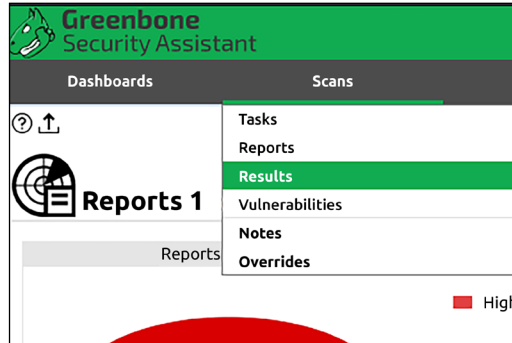 Greenbone
Security Assistant
Dashboards
Scans
Tasks
Reports
Results
Vulnerabilities
Notes
Overrides
Reports 1
Reports
High